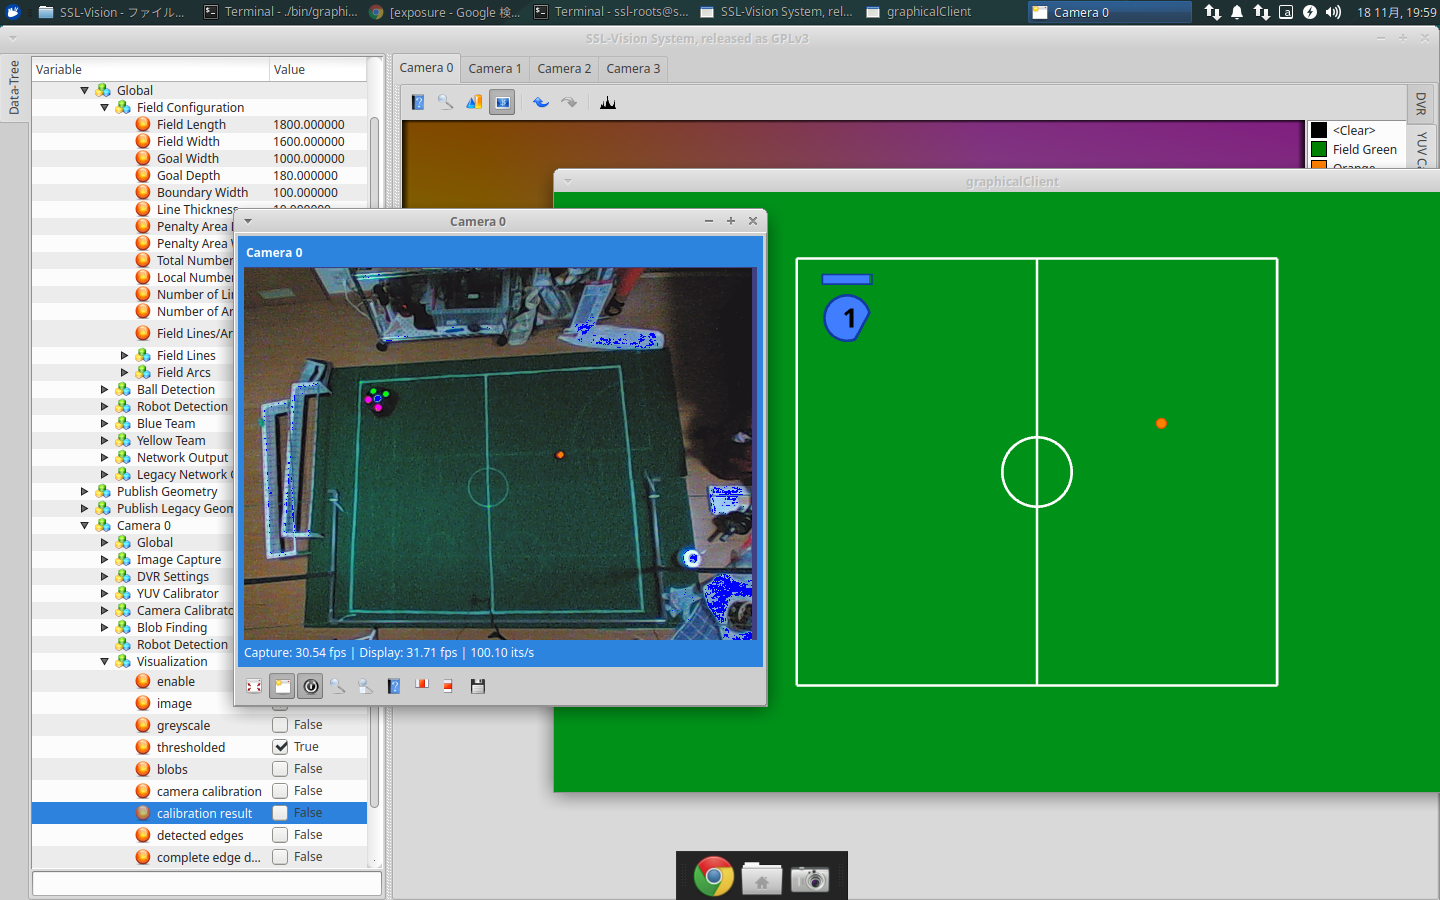 SSL-Vision - ファイル...
Terminal - ./bin/graphi...
[exposure - Google 検...
Terminal - ssl-roots@s...
SSL-Vision System, rel...
graphicalClient
Camera 0
a
18 11月, 19:59
SSL-Vision System, released as GPLv3
Data-Tree
Variable
Value
Global
Field Configuration
Field Length 1800.000000
Field Width 1600.000000
Goal Width 1000.000000
Goal Depth 180.000000
Boundary Width 100.000000
Line Thickness
Penalty Area
Penalty Area
Total Number
Local Number
Number of Li
Number of Ar
Field Lines/Ar
Field Lines
Field Arcs
Ball Detection
Robot Detection
Blue Team
Yellow Team
Network Output
Legacy Network
Publish Geometry
Publish Legacy Geom
Camera 0
Global
Image Capture
DVR Settings
YUV Calibrator
Camera Calibrato
Blob Finding
Robot Detection
Visualization
enable
image
greyscale False
thresholded True
blobs False
camera calibration False
calibration result False
detected edges False
complete edge d... False
Camera 0
Camera 1
Camera 2
Camera 3
DVR
YUV C
<Clear>
Field Green
Orange
graphicalClient
1
Camera 0
Camera 0
Capture: 30.54 fps | Display: 31.71 fps | 100.10 its/s